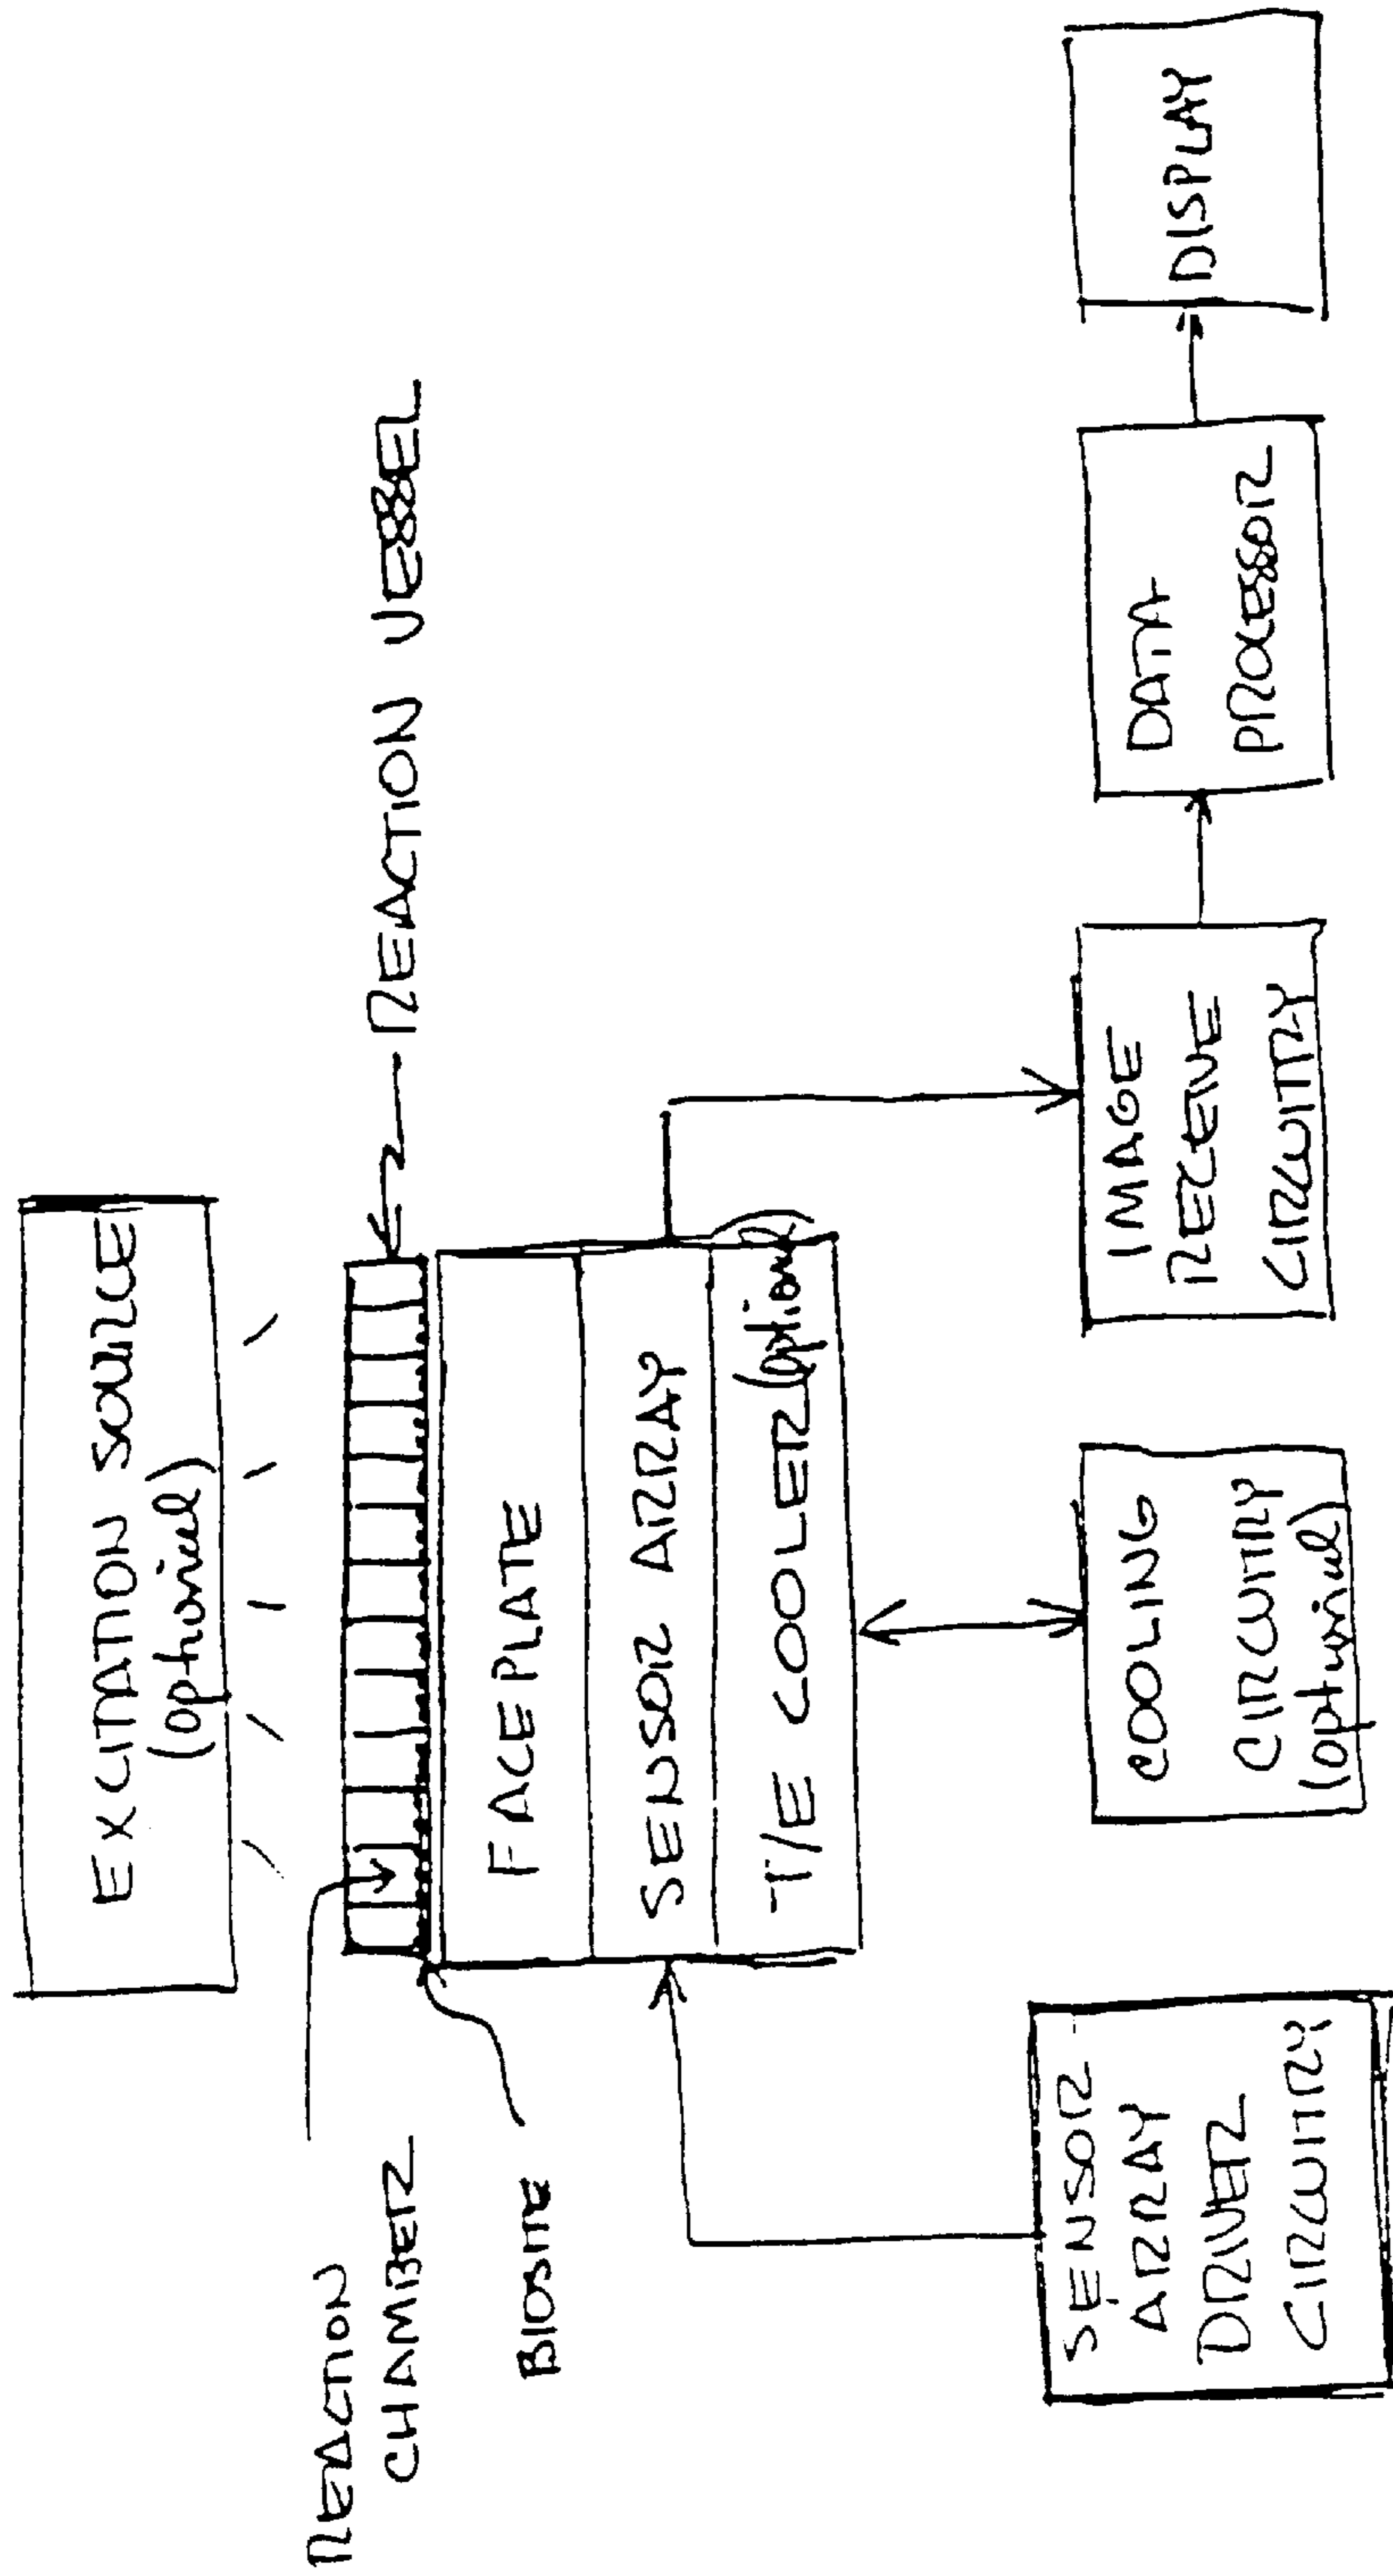 EXCITATION SOURCE
(optional)
REACTION
CHAMBER
REACTION VESSEL
BIOSITE
FACEPLATE
SENSOR ARRAY
T/E COOLER (optional)
SENSOR
ARRAY
DRIVER
CIRCUITRY
COOLING
CIRCUITRY
(optional)
IMAGE
RECEIVE
CIRCUITRY
DATA
PROCESSOR
DISPLAY